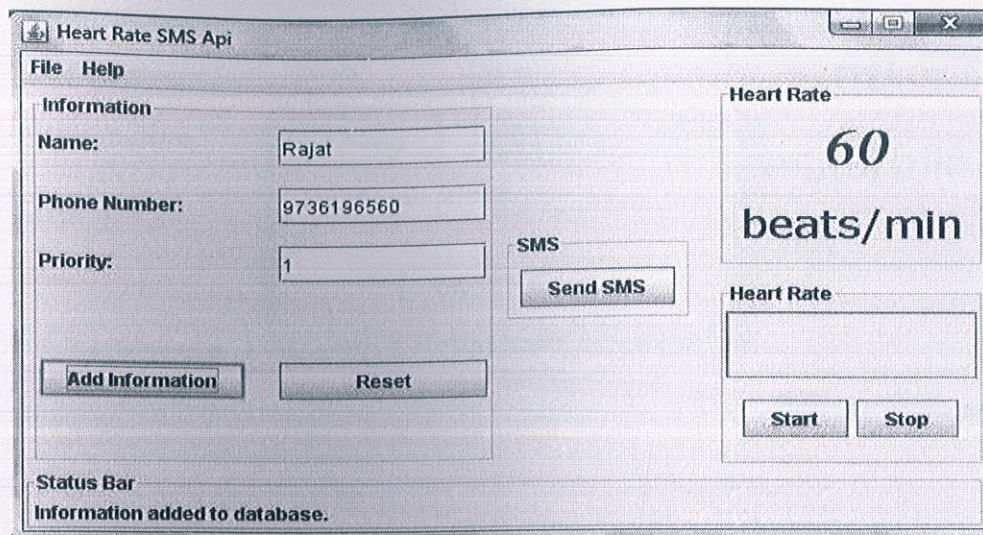 Heart Rate SMS Api
File Help
Information
Name: Rajat
Phone Number: 9736196560
Priority: 1
Add Information Reset
SMS
Send SMS
Heart Rate
60
beats/min
Heart Rate
Start Stop
Status Bar
Information added to database.